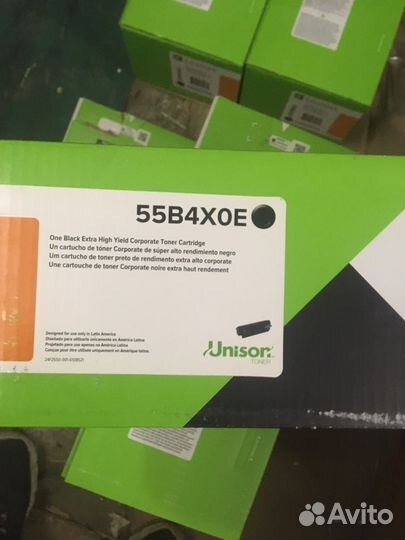 55B4X0E
One Black Extra High Yield Corporate Toner Cartridge
Un cartucho de tóner Corporate de súper alto rendimiento negro
Um cartucho de toner preto de rendimento extra alto corporate
Une cartouche de toner Corporate noire extra haut rendement
Designed for use only in Latin America
Diseñado para utilizarlo únicamente en América Latina
Projetado para uso apenas na América Latina
Conçue pour être utilisée uniquement en Amérique latine.
Unison
TONER
Avito